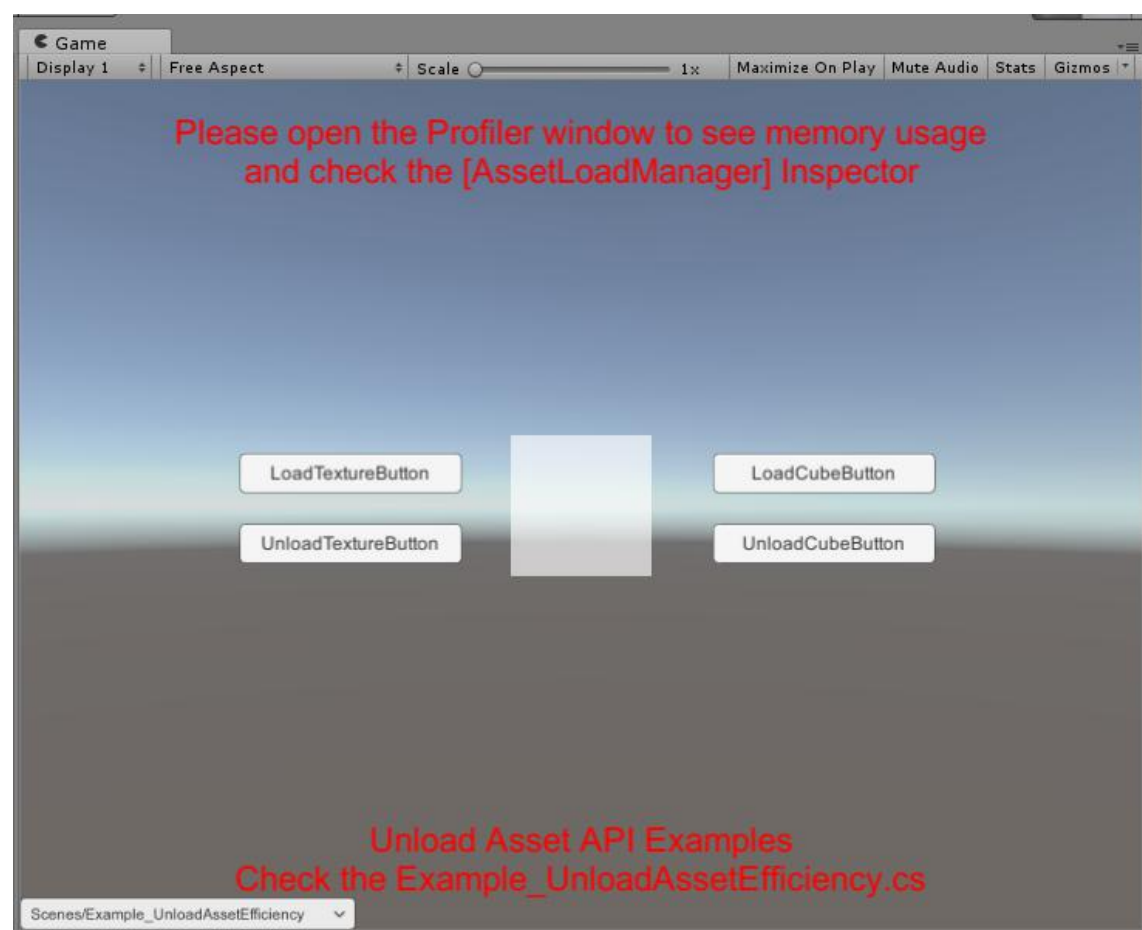 Game
Display 1 Free Aspect Scale 1x Maximize On Play Mute Audio Stats Gizmos
Please open the Profiler window to see memory usage
and check the [AssetLoadManager] Inspector
LoadTextureButton LoadCubeButton
UnloadTextureButton UnloadCubeButton
Unload Asset API Examples
Check the Example_UnloadAssetEfficiency.cs
Scenes/Example_UnloadAssetEfficiency